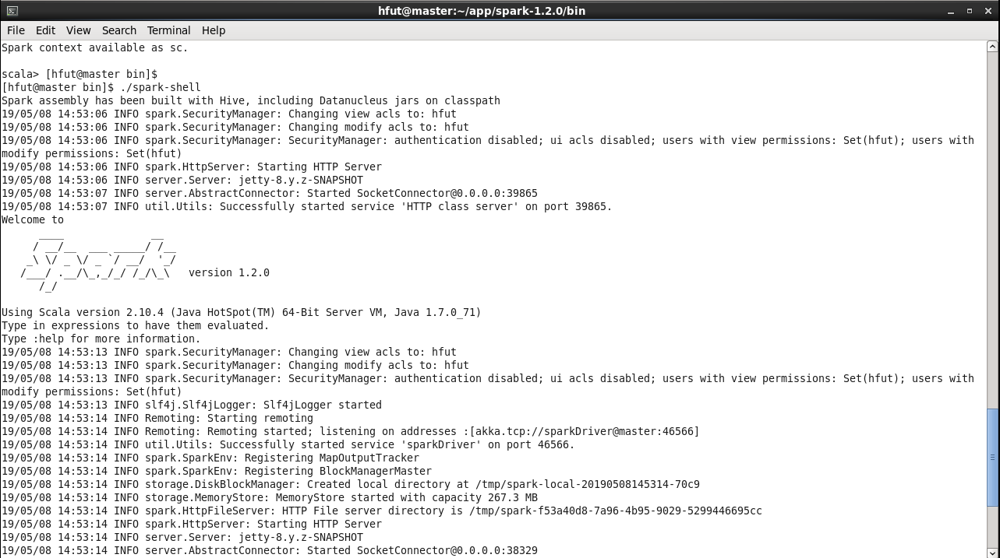 hfut@master:~/app/spark-1.2.0/bin
File Edit View Search Terminal Help
Spark context available as sc.
scala> [hfut@master bin]$
[hfut@master bin]$ ./spark-shell
Spark assembly has been built with Hive, including Datanucleus jars on classpath
19/05/08 14:53:06 INFO spark.SecurityManager: Changing view acls to: hfut
19/05/08 14:53:06 INFO spark.SecurityManager: Changing modify acls to: hfut
19/05/08 14:53:06 INFO spark.SecurityManager: SecurityManager: authentication disabled; ui acls disabled; users with view permissions: Set(hfut); users with
modify permissions: Set(hfut)
19/05/08 14:53:06 INFO spark.HttpServer: Starting HTTP Server
19/05/08 14:53:06 INFO server.Server: jetty-8.y.z-SNAPSHOT
19/05/08 14:53:07 INFO server.AbstractConnector: Started SocketConnector@0.0.0.0:39865
19/05/08 14:53:07 INFO util.Utils: Successfully started service 'HTTP class server' on port 39865.
Welcome to
      ____              __
     / __/__  ___ _____/ /__
    _\ \/ _ \/ _ `/ __/  '_/
   /___/ .__/\_,_/_/ /_/\_\   version 1.2.0
      /_/
Using Scala version 2.10.4 (Java HotSpot(TM) 64-Bit Server VM, Java 1.7.0_71)
Type in expressions to have them evaluated.
Type :help for more information.
19/05/08 14:53:13 INFO spark.SecurityManager: Changing view acls to: hfut
19/05/08 14:53:13 INFO spark.SecurityManager: Changing modify acls to: hfut
19/05/08 14:53:13 INFO spark.SecurityManager: SecurityManager: authentication disabled; ui acls disabled; users with view permissions: Set(hfut); users with
modify permissions: Set(hfut)
19/05/08 14:53:13 INFO slf4j.Slf4jLogger: Slf4jLogger started
19/05/08 14:53:14 INFO Remoting: Starting remoting
19/05/08 14:53:14 INFO Remoting: Remoting started; listening on addresses :[akka.tcp://sparkDriver@master:46566]
19/05/08 14:53:14 INFO util.Utils: Successfully started service 'sparkDriver' on port 46566.
19/05/08 14:53:14 INFO spark.SparkEnv: Registering MapOutputTracker
19/05/08 14:53:14 INFO spark.SparkEnv: Registering BlockManagerMaster
19/05/08 14:53:14 INFO storage.DiskBlockManager: Created local directory at /tmp/spark-local-20190508145314-70c9
19/05/08 14:53:14 INFO storage.MemoryStore: MemoryStore started with capacity 267.3 MB
19/05/08 14:53:14 INFO spark.HttpFileServer: HTTP File server directory is /tmp/spark-f53a40d8-7a96-4b95-9029-5299446695cc
19/05/08 14:53:14 INFO spark.HttpServer: Starting HTTP Server
19/05/08 14:53:14 INFO server.Server: jetty-8.y.z-SNAPSHOT
19/05/08 14:53:14 INFO server.AbstractConnector: Started SocketConnector@0.0.0.0:38329